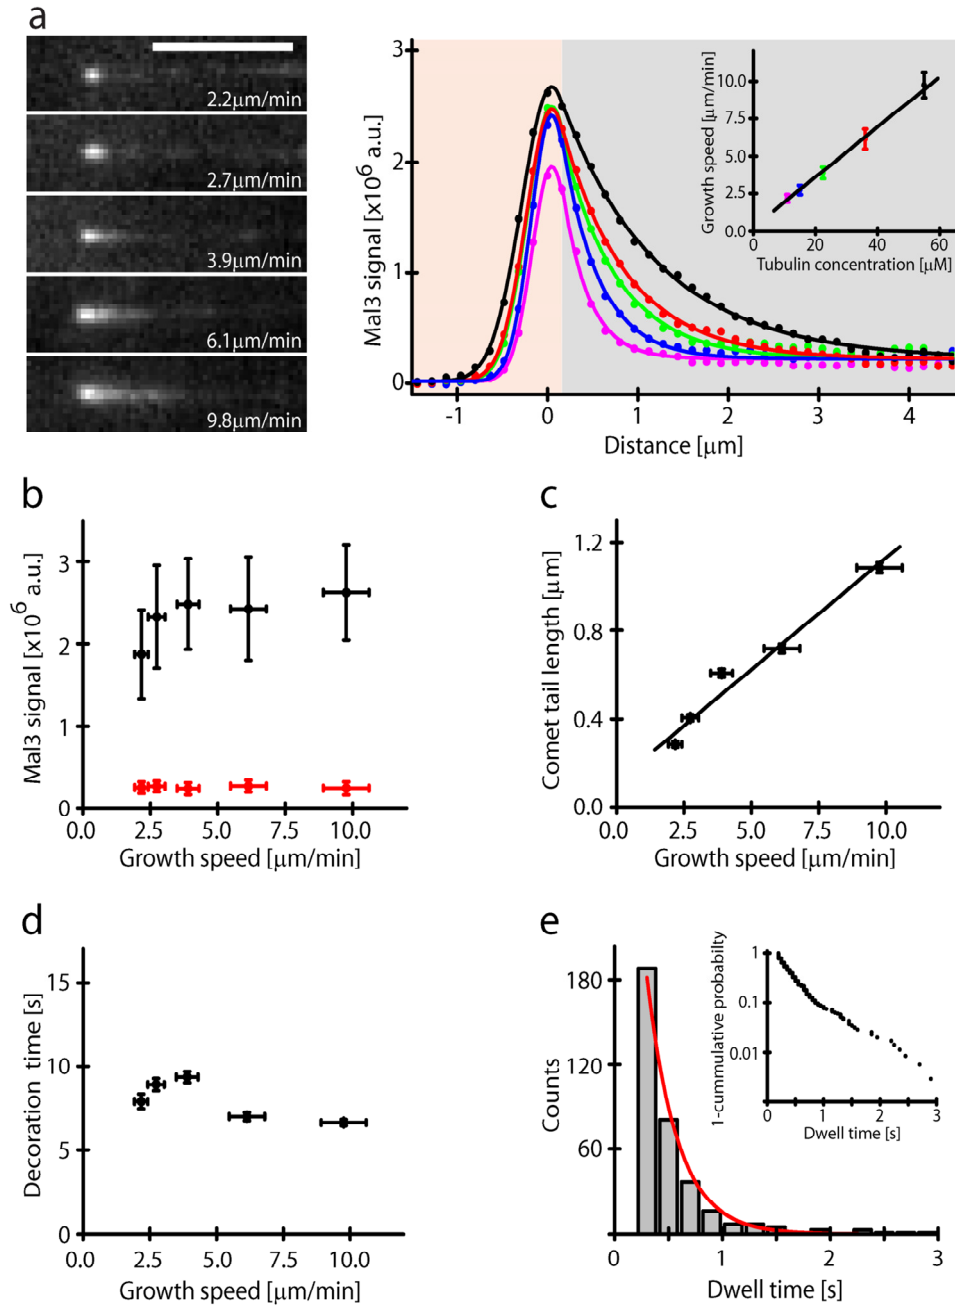 a
2.2μm/min
2.7μm/min
3.9μm/min
6.1μm/min
9.8μm/min
Mal3 signal [x10⁶ a.u.]
3
2
1
0
-1 0 1 2 3 4
Distance [μm]
Growth speed [μm/min]
10.0
7.5
5.0
2.5
0.0
0 20 40 60
Tubulin concentration [μM]
b
Mal3 signal [x10⁶ a.u.]
3
2
1
0
0.0 2.5 5.0 7.5 10.0
Growth speed [μm/min]
c
Comet tail length [μm]
1.2
0.8
0.4
0.0
0.0 2.5 5.0 7.5 10.0
Growth speed [μm/min]
d
Decoration time [s]
15
10
5
0
0.0 2.5 5.0 7.5 10.0
Growth speed [μm/min]
e
Counts
180
120
60
0
0 1 2 3
Dwell time [s]
1-cummulative probabilty
1
0.1
0.01
0 1 2 3
Dwell time [s]